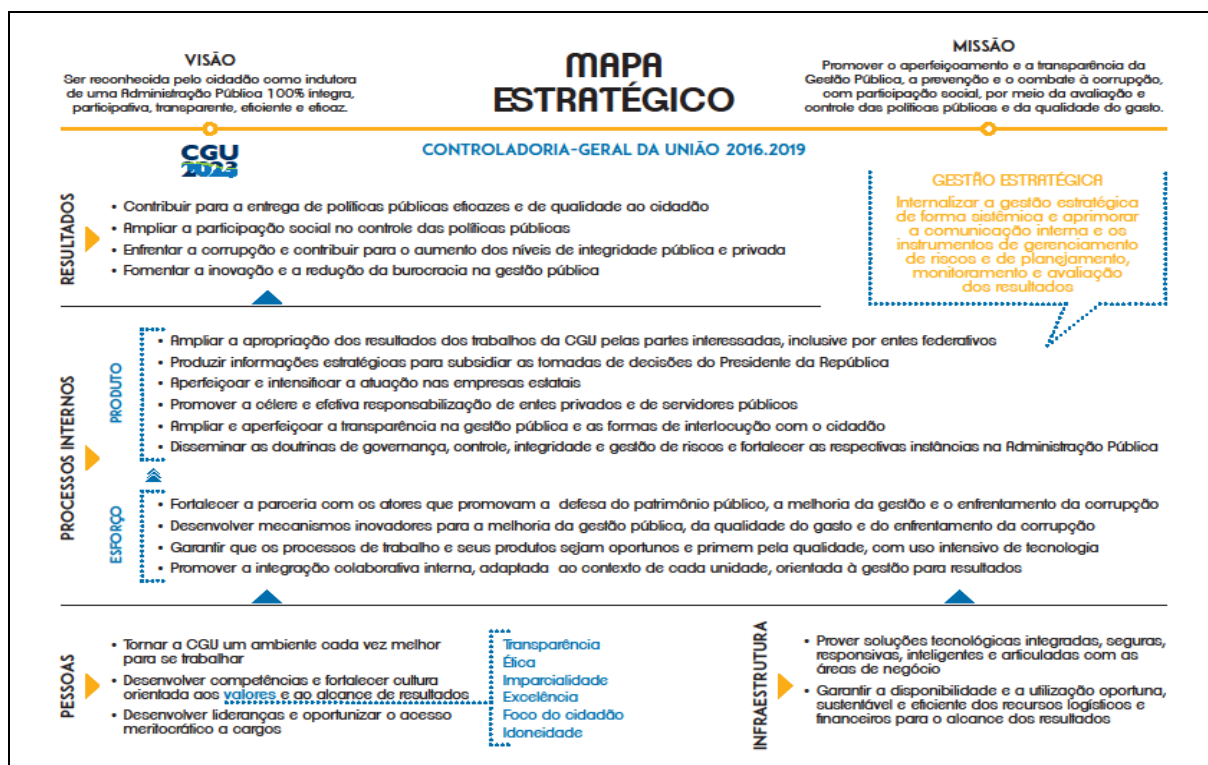 VISÃO
Ser reconhecida pelo cidadão como indutora
de uma Administração Pública 100% íntegra,
participativa, transparente, eficiente e eficaz.
MAPA
ESTRATÉGICO
MISSÃO
Promover o aperfeiçoamento e a transparência da
Gestão Pública, a prevenção e o combate à corrupção,
com participação social, por meio da avaliação e
controle das políticas públicas e da qualidade do gasto.
CGU
2023
CONTROLADORIA-GERAL DA UNIÃO 2016.2019
GESTÃO ESTRATÉGICA
Internalizar a gestão estratégica
de forma sistêmica e aprimorar
a comunicação interna e os
instrumentos de gerenciamento
de riscos e de planejamento,
monitoramento e avaliação
dos resultados
RESULTADOS
• Contribuir para a entrega de políticas públicas eficazes e de qualidade ao cidadão
• Ampliar a participação social no controle das políticas públicas
• Enfrentar a corrupção e contribuir para o aumento dos níveis de integridade pública e privada
• Fomentar a inovação e a redução da burocracia na gestão pública
PROCESSOS INTERNOS
PRODUTO
• Ampliar a apropriação dos resultados dos trabalhos da CGU pelas partes interessadas, inclusive por entes federativos
• Produzir informações estratégicas para subsidiar as tomadas de decisões do Presidente da República
• Aperfeiçoar e intensificar a atuação nas empresas estatais
• Promover a célere e efetiva responsabilização de entes privados e de servidores públicos
• Ampliar e aperfeiçoar a transparência na gestão pública e as formas de interlocução com o cidadão
• Disseminar as doutrinas de governança, controle, integridade e gestão de riscos e fortalecer as respectivas instâncias na Administração Pública
ESFORÇO
• Fortalecer a parceria com os atores que promovam a defesa do patrimônio público, a melhoria da gestão e o enfrentamento da corrupção
• Desenvolver mecanismos inovadores para a melhoria da gestão pública, da qualidade do gasto e do enfrentamento da corrupção
• Garantir que os processos de trabalho e seus produtos sejam oportunos e primem pela qualidade, com uso intensivo de tecnologia
• Promover a integração colaborativa interna, adaptada ao contexto de cada unidade, orientada à gestão para resultados
PESSOAS
• Tornar a CGU um ambiente cada vez melhor
para se trabalhar
• Desenvolver competências e fortalecer cultura
orientada aos valores e ao alcance de resultados
• Desenvolver lideranças e oportunizar o acesso
meritocrático a cargos
Transparência
Ética
Imparcialidade
Excelência
Foco do cidadão
Idoneidade
INFRAESTRUTURA
• Prover soluções tecnológicas integradas, seguras,
responsivas, inteligentes e articuladas com as
áreas de negócio
• Garantir a disponibilidade e a utilização oportuna,
sustentável e eficiente dos recursos logísticos e
financeiros para o alcance dos resultados